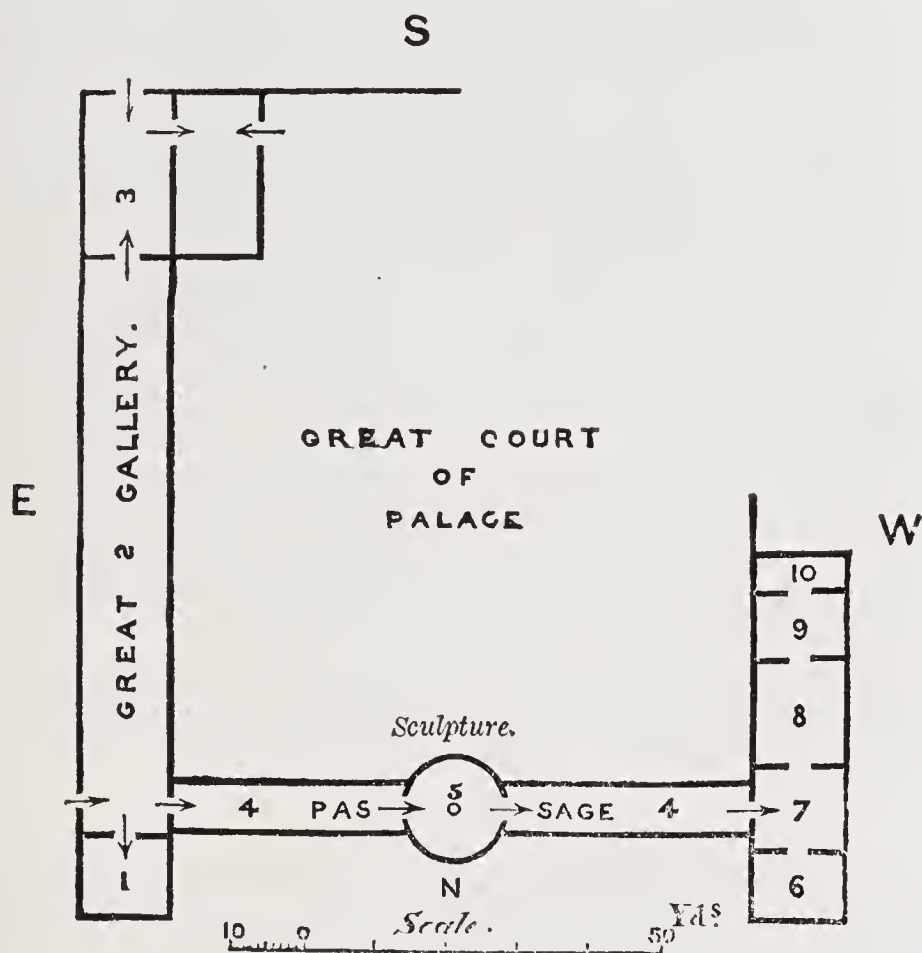 S
3
GREAT 2 GALLERY.
GREAT COURT
OF
PALACE
E
W
10
9
8
Sculpture.
4 PAS 5 SAGE 4 7
1
N
6
Scale.
10 0 50 Yds.